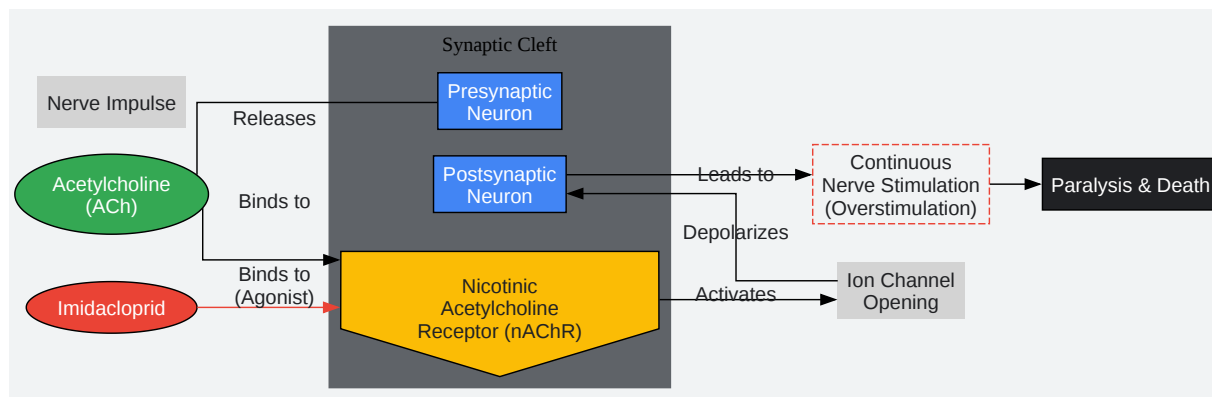 Synaptic Cleft
Nerve Impulse
Releases
Presynaptic
Neuron
Acetylcholine
(ACh)
Binds to
Postsynaptic
Neuron
Leads to
Continuous
Nerve Stimulation
(Overstimulation)
Paralysis & Death
Depolarizes
Imidacloprid
Binds to
(Agonist)
Nicotinic
Acetylcholine
Receptor (nAChR)
Activates
Ion Channel
Opening